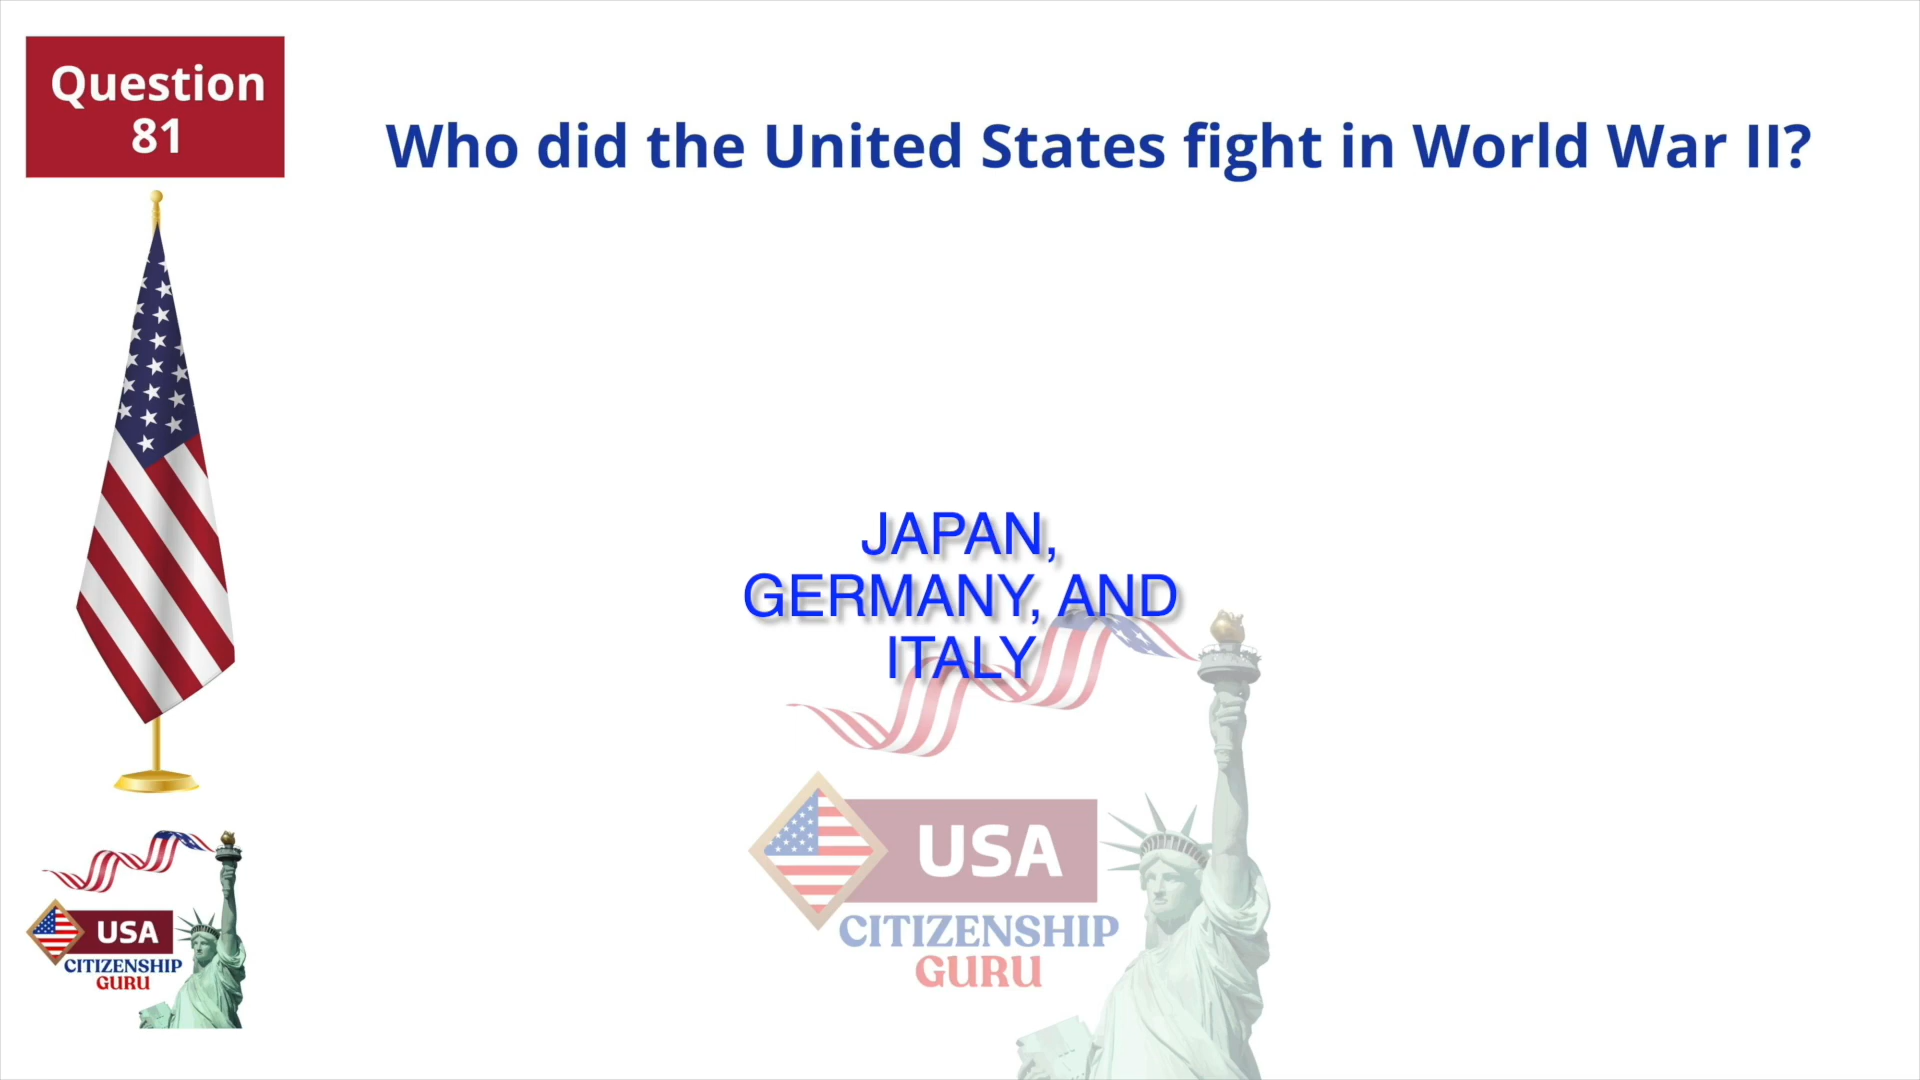 Question
81
Who did the United States fight in World War II?
JAPAN,
GERMANY, AND
ITALY
USA
CITIZENSHIP
GURU
USA
CITIZENSHIP
GURU